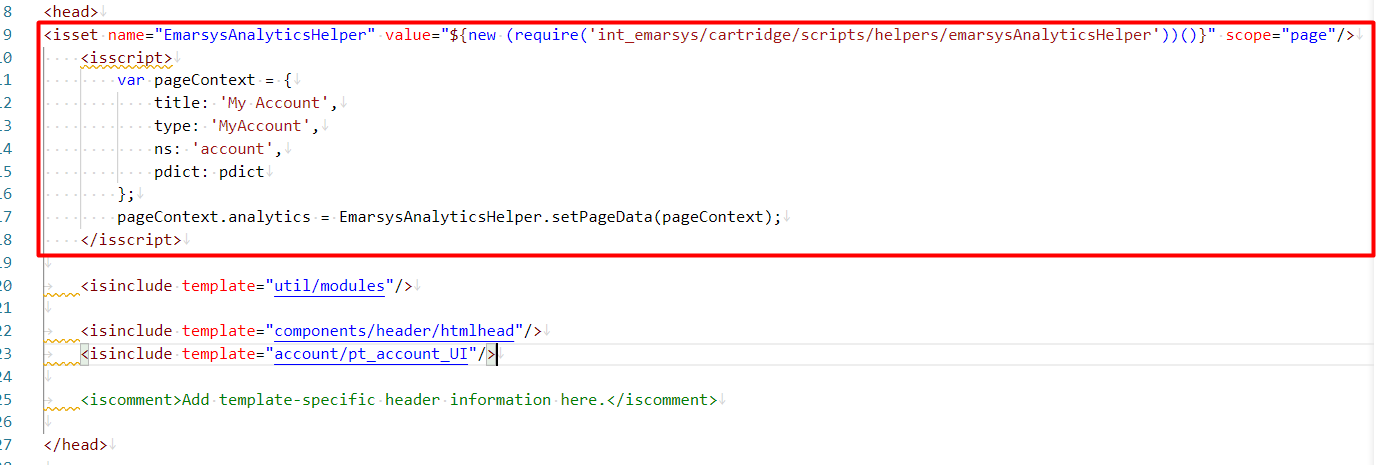 8 <head>
9 <isset name="EmarsysAnalyticsHelper" value="${new (require('int_emarsys/cartridge/scripts/helpers/emarsysAnalyticsHelper'))()}" scope="page"/>
10 <isscript>
11 var pageContext = {
12 title: 'My Account',
13 type: 'MyAccount',
14 ns: 'account',
15 pdict: pdict
16 };
17 pageContext.analytics = EmarsysAnalyticsHelper.setPageData(pageContext);
18 </isscript>
19
20 <isinclude template="util/modules"/>
21
22 <isinclude template="components/header/htmlhead"/>
23 <isinclude template="account/pt_account_UI"/>
24
25 <iscomment>Add template-specific header information here.</iscomment>
26
27 </head>